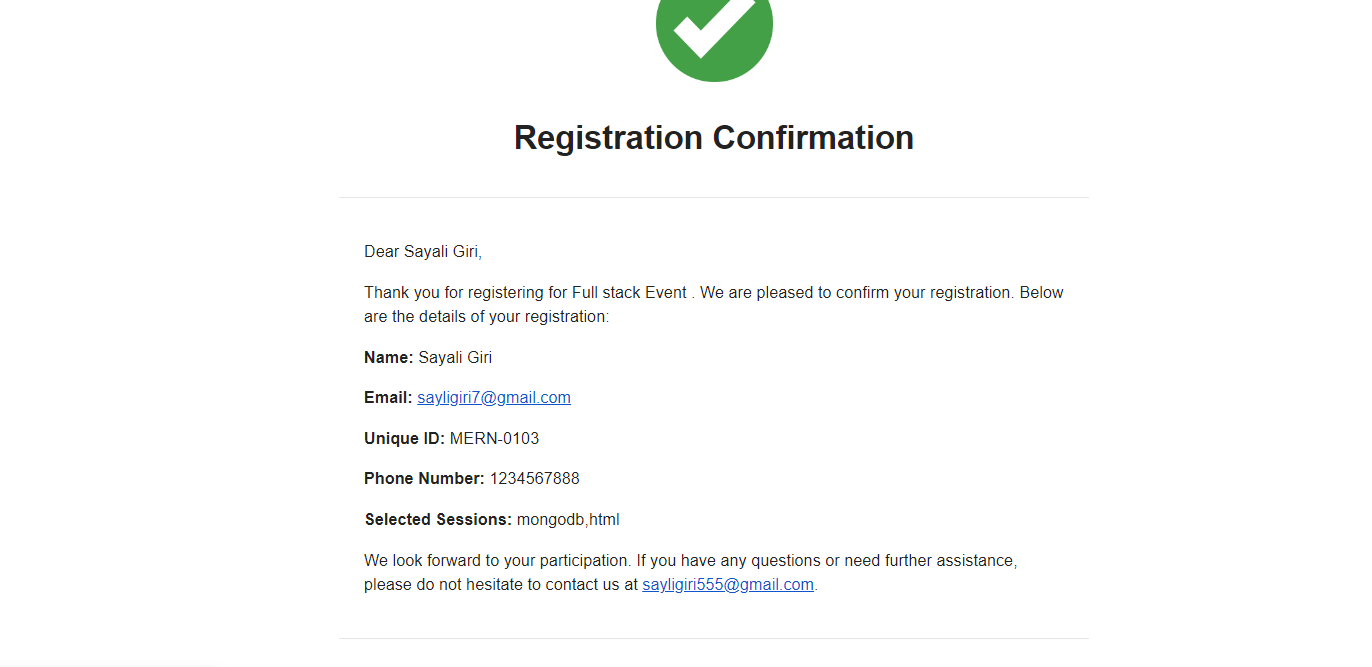 Registration Confirmation
Dear Sayali Giri,
Thank you for registering for Full stack Event . We are pleased to confirm your registration. Below
are the details of your registration:
Name: Sayali Giri
Email: sayligiri7@gmail.com
Unique ID: MERN-0103
Phone Number: 1234567888
Selected Sessions: mongodb,html
We look forward to your participation. If you have any questions or need further assistance,
please do not hesitate to contact us at sayligiri555@gmail.com.